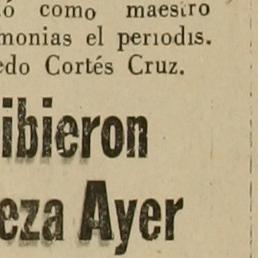 ó como maestro
monias el periodis.
edo Cortés Cruz.
ibieron
eza Ayer